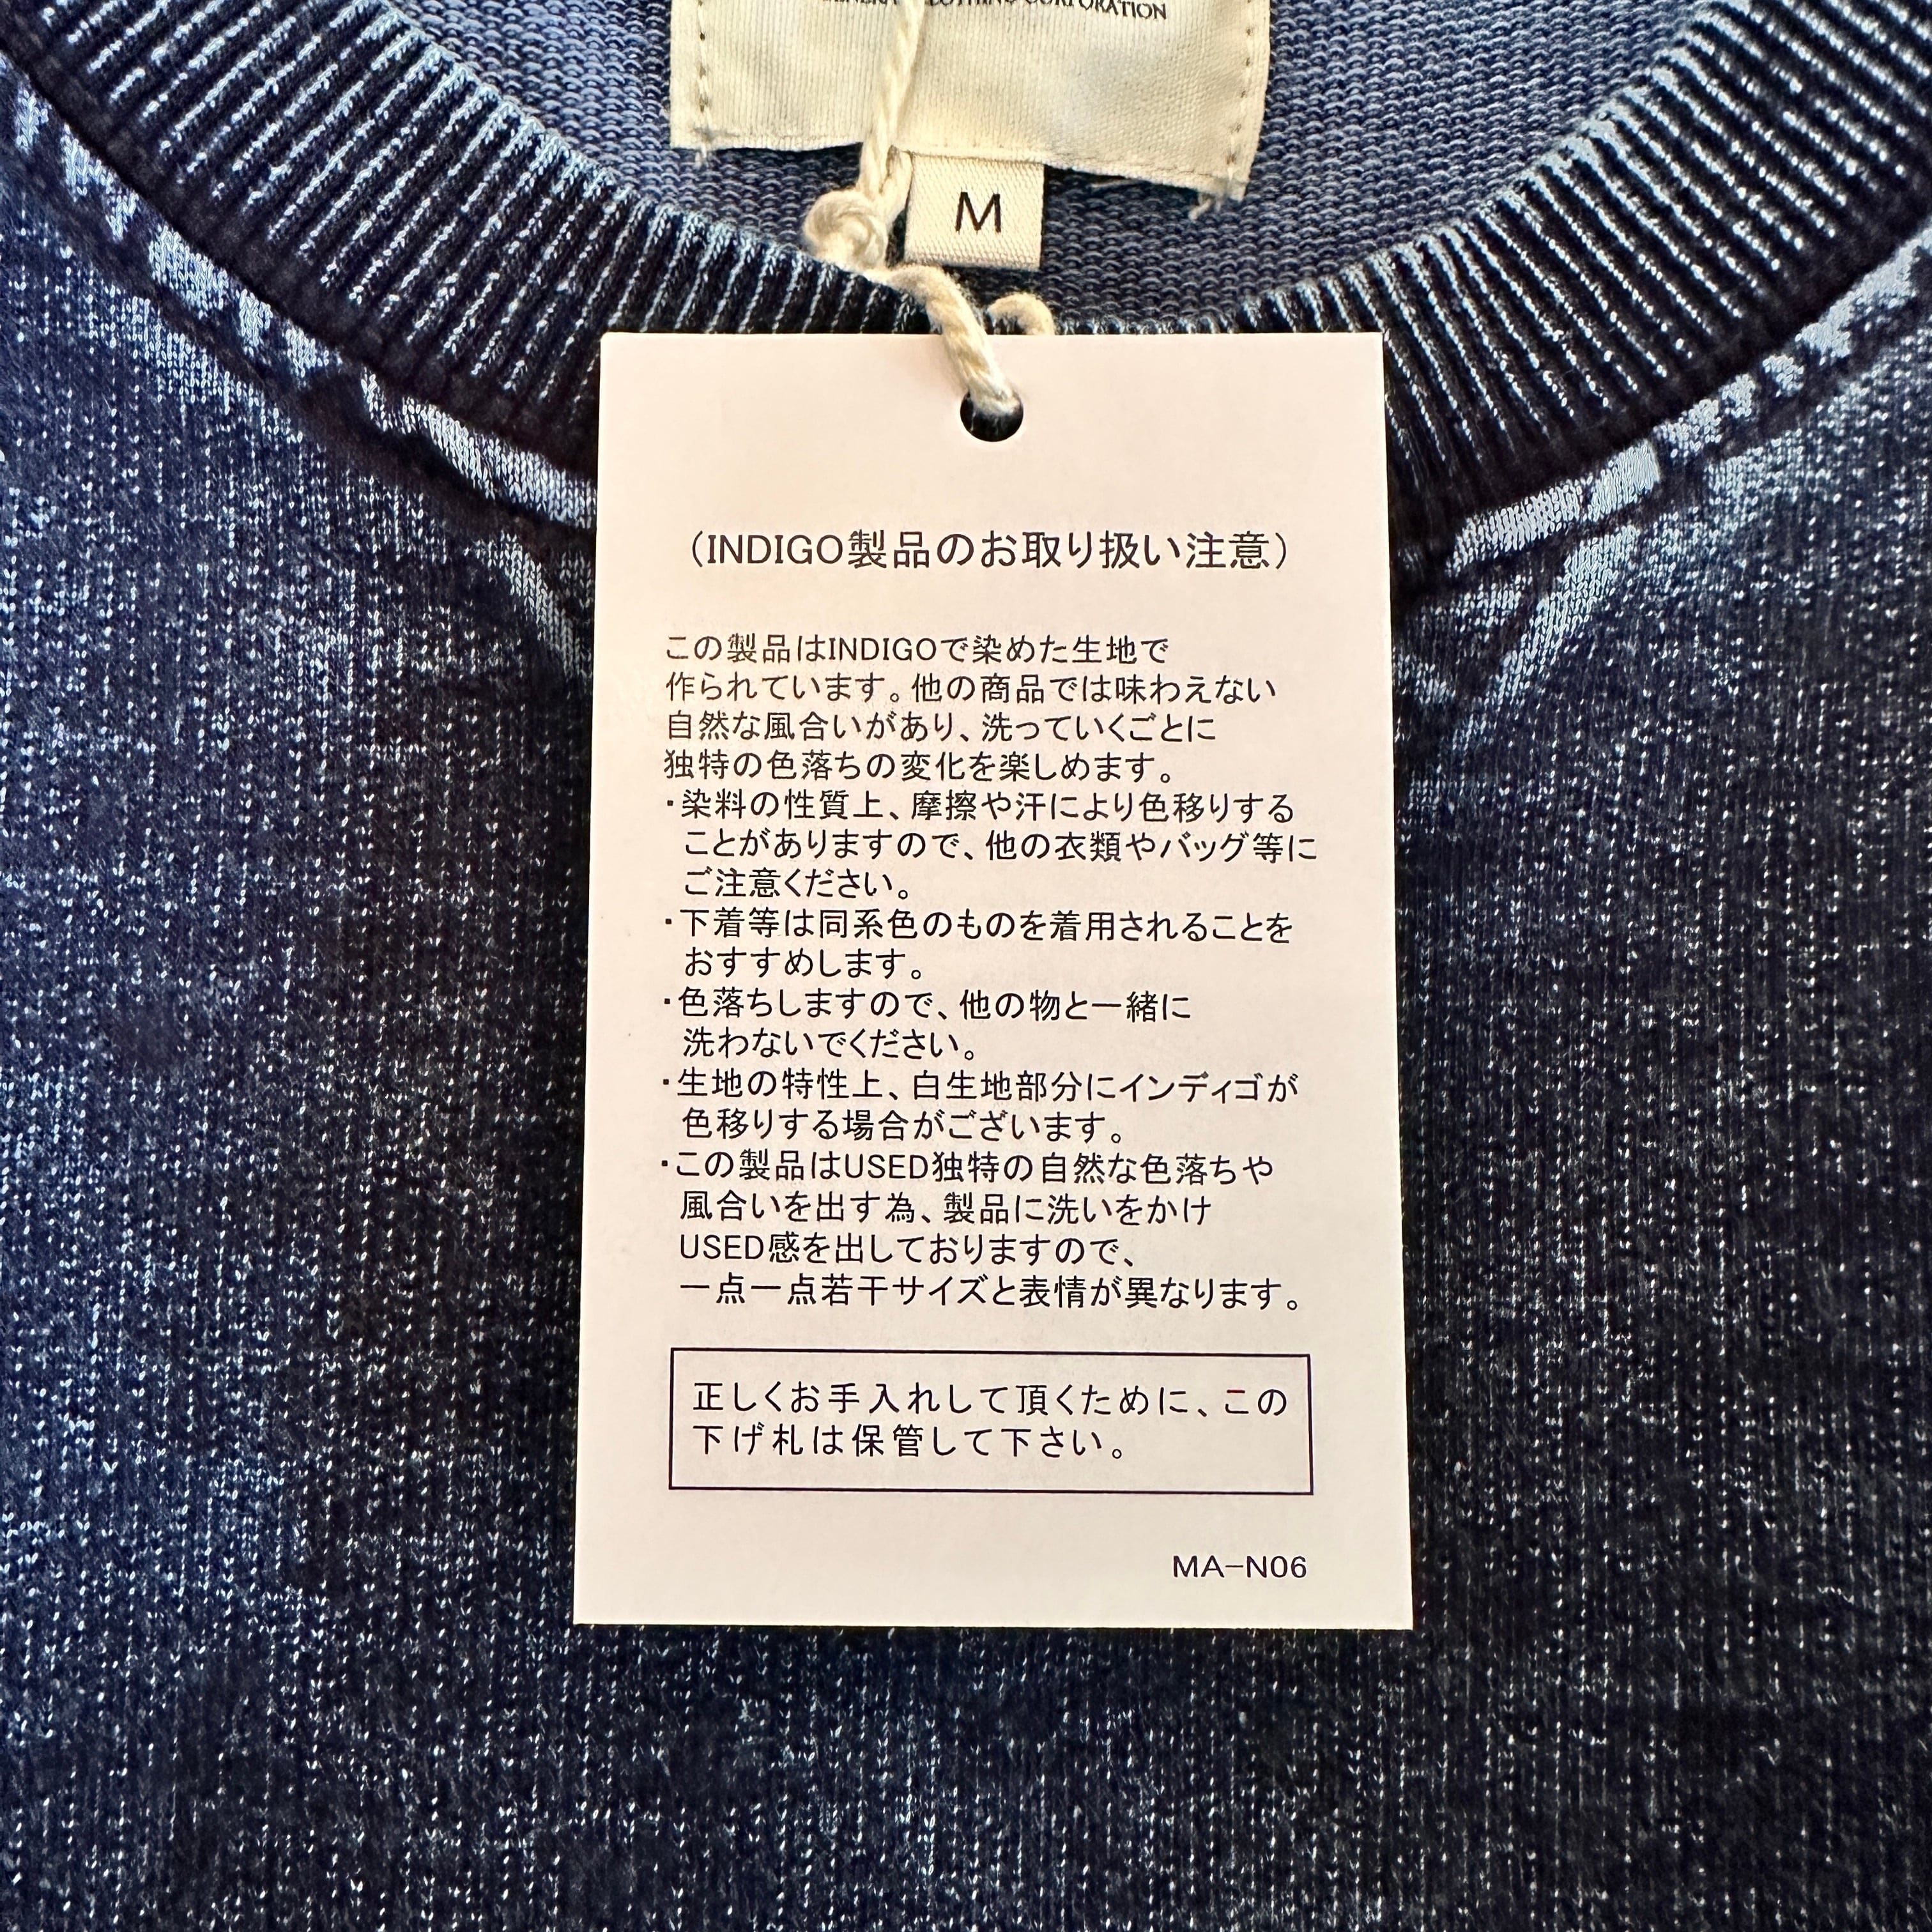 CLOTHING CORPORATION
M
（INDIGO製品のお取り扱い注意）
この製品はINDIGOで染めた生地で
作られています。他の商品では味わえない
自然な風合いがあり、洗っていくごとに
独特の色落ちの変化を楽しめます。
・染料の性質上、摩擦や汗により色移りする
ことがありますので、他の衣類やバッグ等に
ご注意ください。
・下着等は同系色のものを着用されることを
おすすめします。
・色落ちしますので、他の物と一緒に
洗わないでください。
・生地の特性上、白生地部分にインディゴが
色移りする場合がございます。
・この製品はUSED独特の自然な色落ちや
風合いを出す為、製品に洗いをかけ
USED感を出しておりますので、
一点一点若干サイズと表情が異なります。
正しくお手入れして頂くために、この
下げ札は保管して下さい。
MA-N06